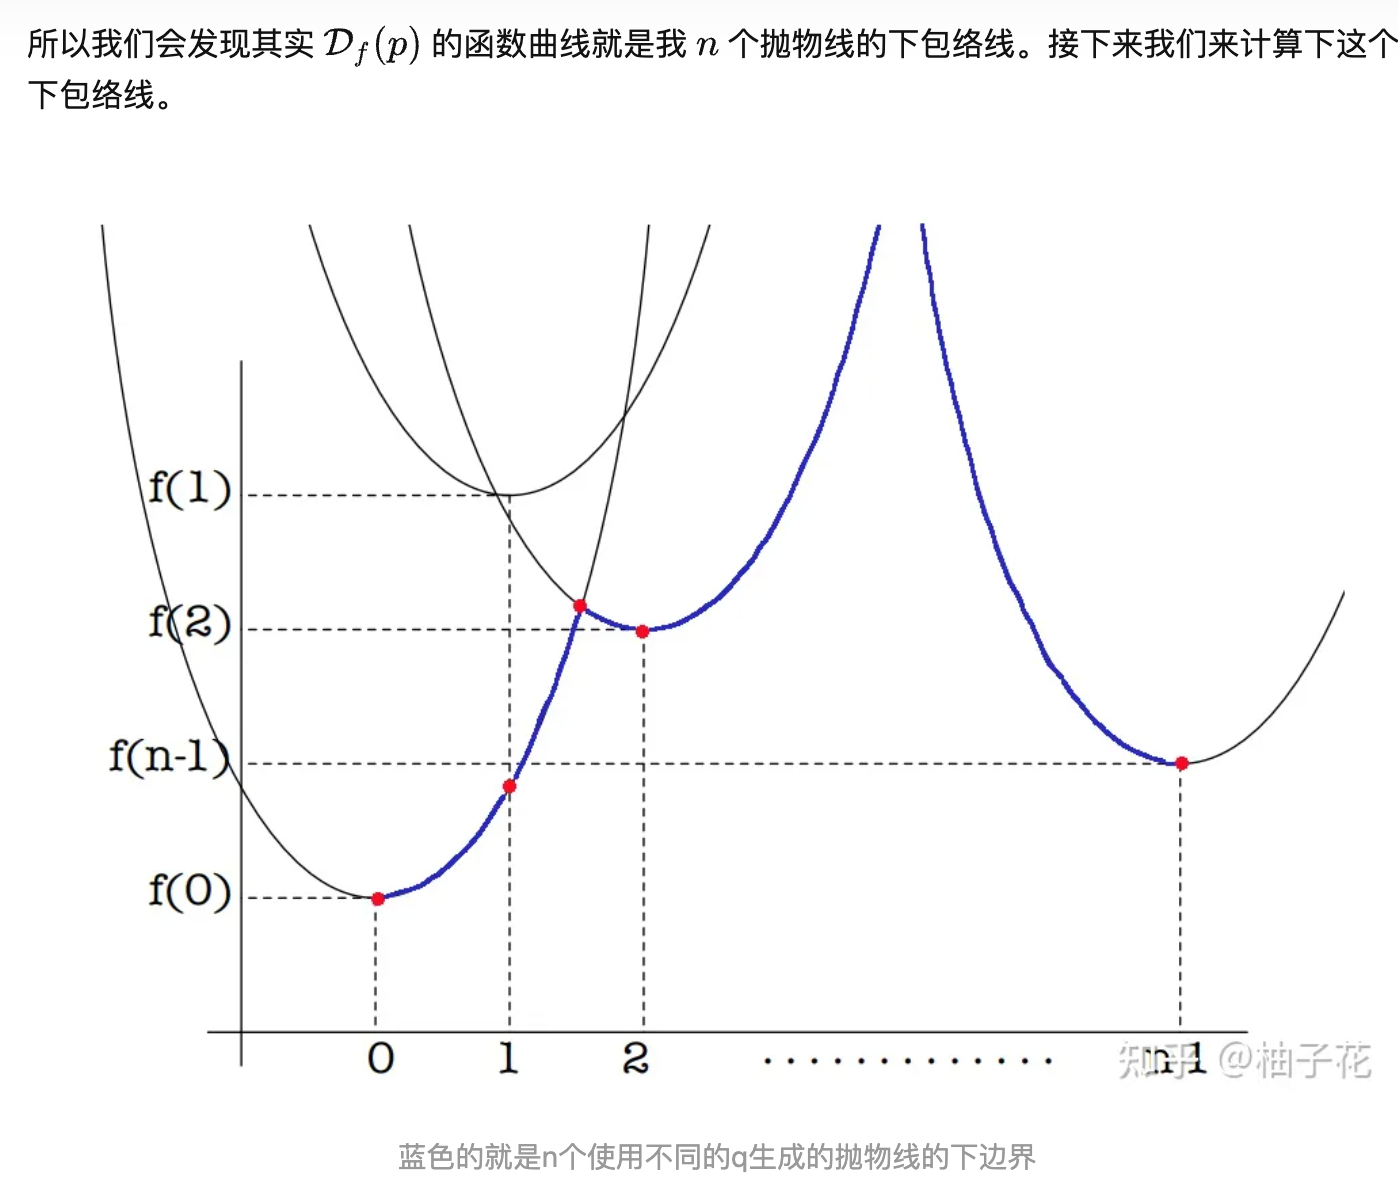 所以我们会发现其实 𝒟f(p) 的函数曲线就是我 n 个抛物线的下包络线。接下来我们来计算下这个
下包络线。
f(1)
f(2)
f(n-1)
f(0)
0 1 2 ............. n-1
知乎 @柚子花
蓝色的就是n个使用不同的q生成的抛物线的下边界